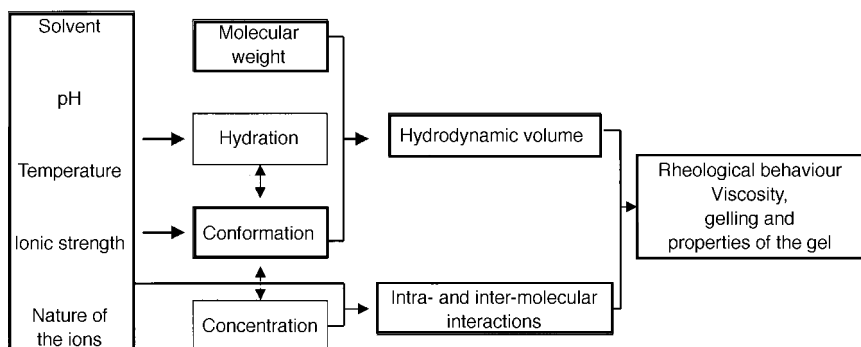 Solvent
pH
Temperature
Ionic strength
Nature of
the ions
Molecular
weight
Hydration
Conformation
Concentration
Hydrodynamic volume
Intra- and inter-molecular
interactions
Rheological behaviour
Viscosity,
gelling and
properties of the gel